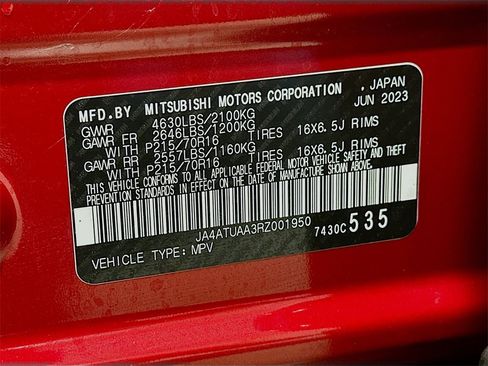 MFD.BY MITSUBISHI MOTORS CORPORATION , JAPAN
GVWR 4630LBS/2100KG JUN 2023
GAWR FR 2646LBS/1200KG
WITH P215/70R16 TIRES 16X6.5J RIMS
GAWR RR 2557LBS/1160KG
WITH P215/70R16 TIRES 16X6.5J RIMS
THIS VEHICLE CONFORMS TO ALL APPLICABLE
FEDERAL MOTOR VEHICLE SAFETY AND THEFT
PREVENTION STANDARDS IN EFFECT ON THE DATE OF
MANUFACTURE SHOWN ABOVE.
JA4ATUAA3RZ001950 7430C 535
VEHICLE TYPE: MPV